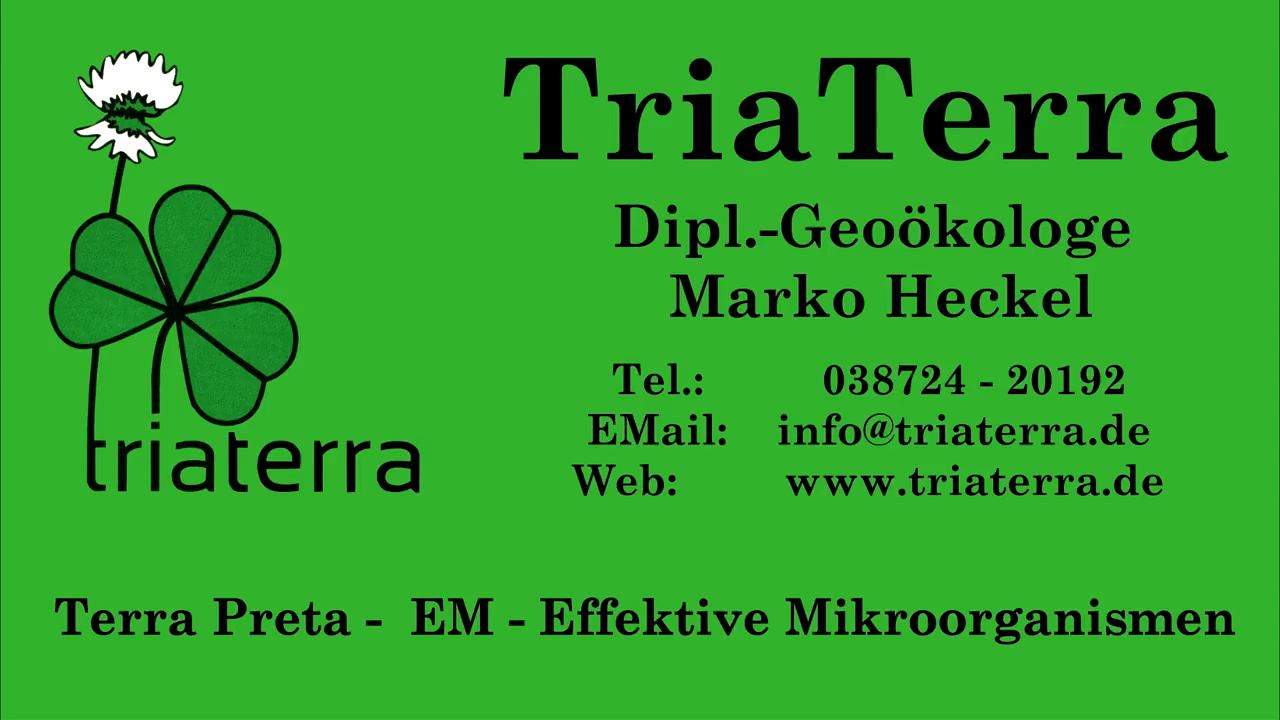 TriaTerra
Dipl.-Geoökologe
Marko Heckel
Tel.: 038724 - 20192
EMail: info@triaterra.de
Web: www.triaterra.de
triaterra
Terra Preta - EM - Effektive Mikroorganismen